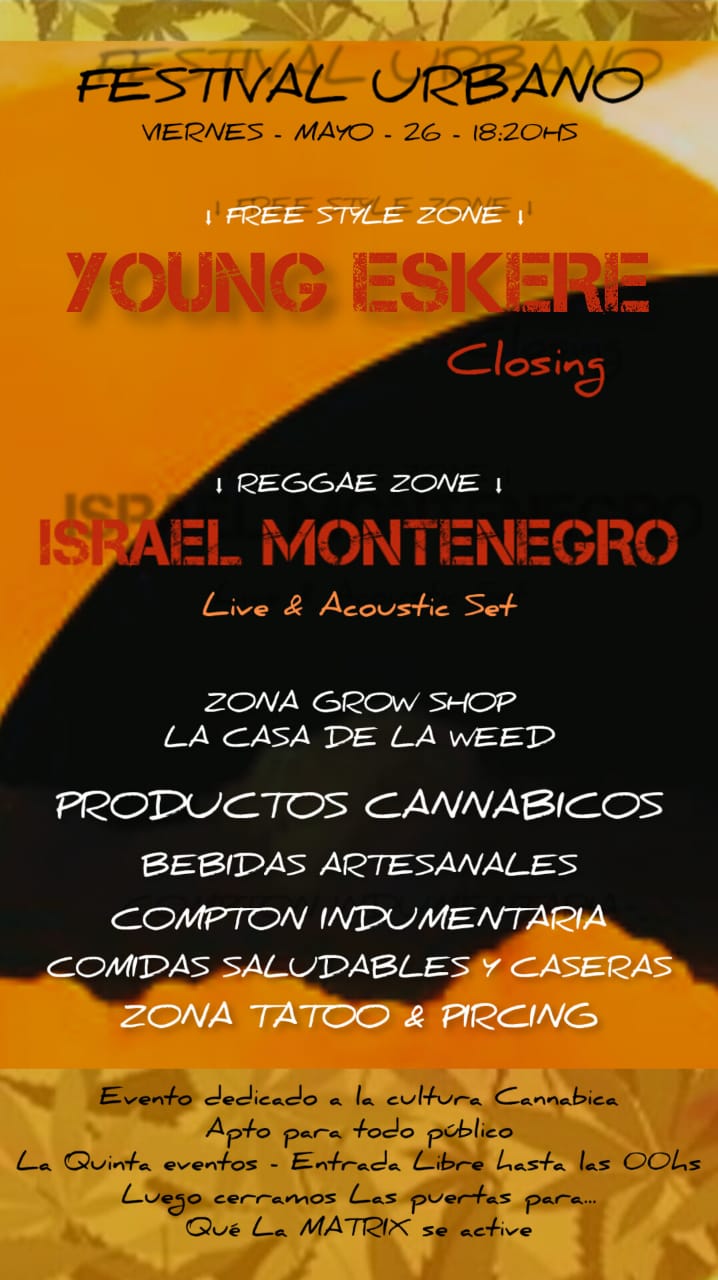 FESTIVAL URBANO
VIERNES - MAYO - 26 - 18:20HS
¡ FREE STYLE ZONE ¡
YOUNG ESKERE
Closing
¡ REGGAE ZONE ¡
ISRAEL MONTENEGRO
Live & Acoustic Set
ZONA GROW SHOP
LA CASA DE LA WEED
PRODUCTOS CANNABICOS
BEBIDAS ARTESANALES
COMPTON INDUMENTARIA
COMIDAS SALUDABLES Y CASERAS
ZONA TATOO & PIRCING
Evento dedicado a la cultura Cannabica
Apto para todo público
La Quinta eventos - Entrada Libre hasta las 00hs
Luego cerramos Las puertas para...
Qué La MATRIX se active